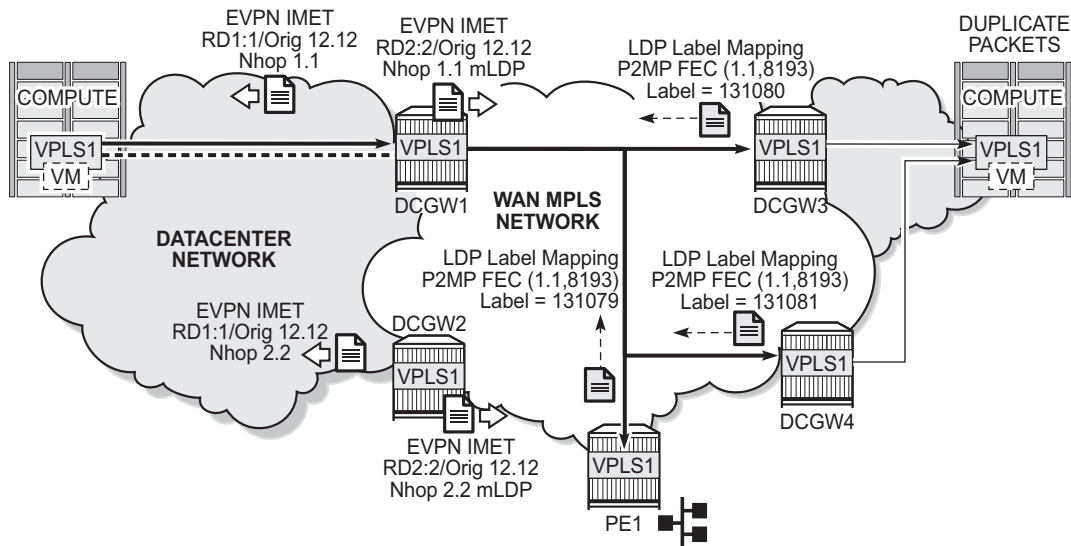 EVPN IMET
RD1:1/Orig 12.12
Nhop 1.1
EVPN IMET
RD2:2/Orig 12.12
Nhop 1.1 mLDP
LDP Label Mapping
P2MP FEC (1.1,8193)
Label = 131080
DUPLICATE
PACKETS
COMPUTE
VPLS1
VM
VPLS1
DCGW1
VPLS1
DCGW3
COMPUTE
VPLS1
VM
WAN MPLS
NETWORK
DATACENTER
NETWORK
LDP Label Mapping
P2MP FEC (1.1,8193)
Label = 131079
LDP Label Mapping
P2MP FEC (1.1,8193)
Label = 131081
EVPN IMET
RD1:1/Orig 12.12
Nhop 2.2
DCGW2
VPLS1
VPLS1
DCGW4
EVPN IMET
RD2:2/Orig 12.12
Nhop 2.2 mLDP
VPLS1
PE1